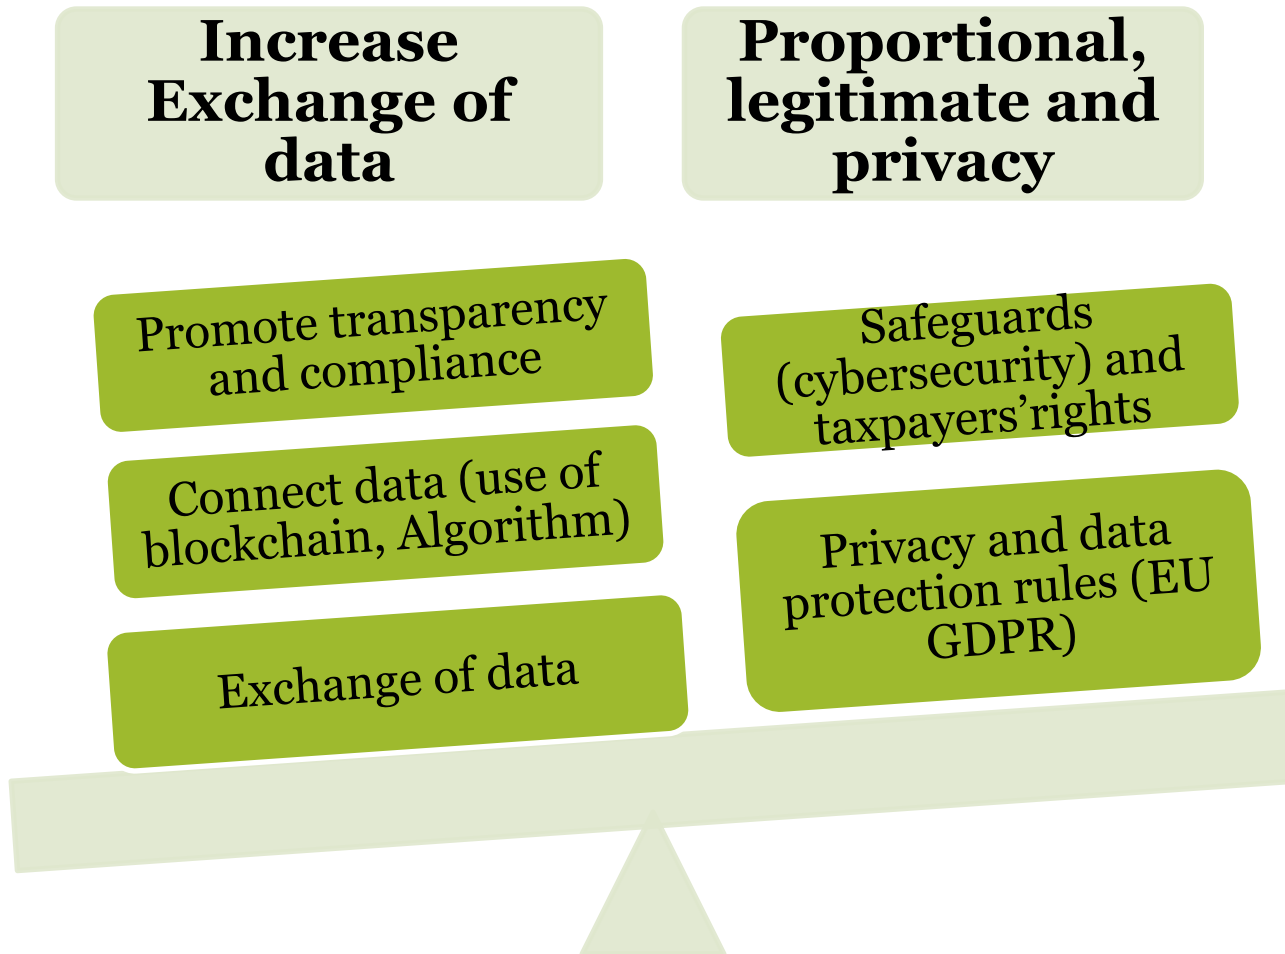 Increase
Exchange of
data
Proportional,
legitimate and
privacy
Promote transparency
and compliance
Connect data (use of
blockchain, Algorithm)
Exchange of data
Safeguards
(cybersecurity) and
taxpayers’rights
Privacy and data
protection rules (EU
GDPR)